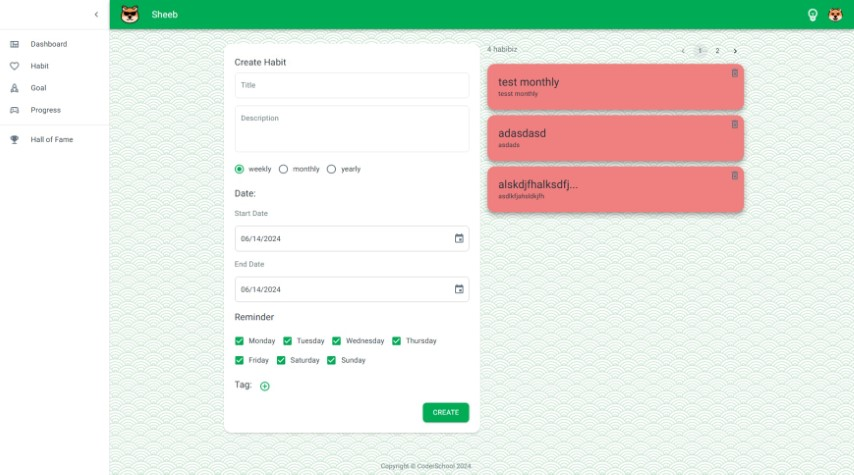 Sheeb
Dashboard
Habit
Goal
Progress
Hall of Fame
Create Habit
Title
Description
weekly monthly yearly
Date:
Start Date
06/14/2024
End Date
06/14/2024
Reminder
Monday Tuesday Wednesday Thursday
Friday Saturday Sunday
Tag:
CREATE
4 habibiz
1 2
test monthly
tesst monthly
adasdasd
asdads
alskdjfhalksdfj...
Copyright © CoderSchool 2024.